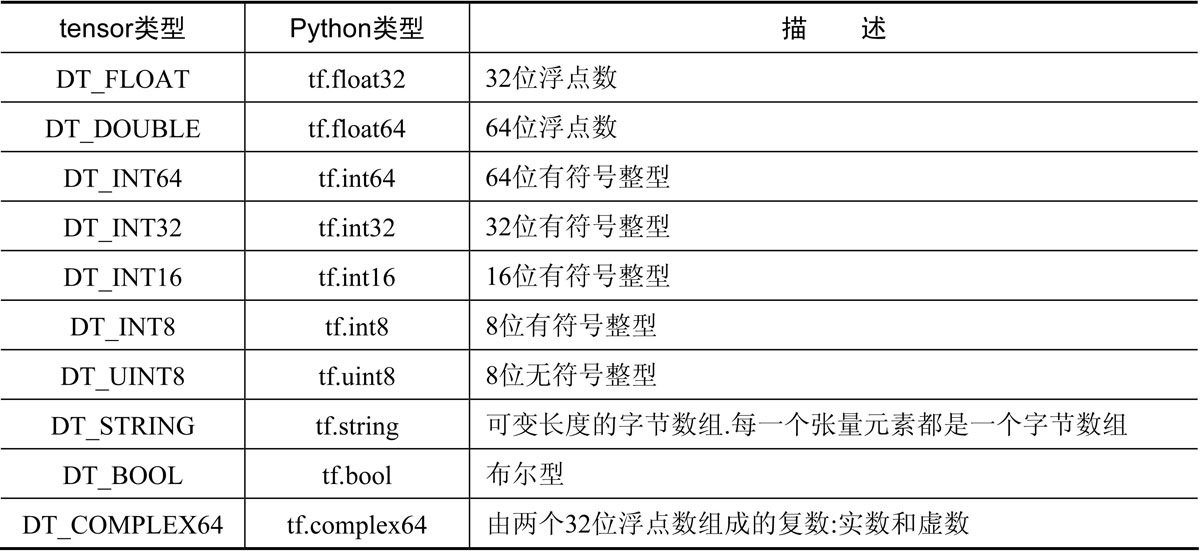 tensor类型 Python类型 描 述
DT_FLOAT tf.float32 32位浮点数
DT_DOUBLE tf.float64 64位浮点数
DT_INT64 tf.int64 64位有符号整型
DT_INT32 tf.int32 32位有符号整型
DT_INT16 tf.int16 16位有符号整型
DT_INT8 tf.int8 8位有符号整型
DT_UINT8 tf.uint8 8位无符号整型
DT_STRING tf.string 可变长度的字节数组.每一个张量元素都是一个字节数组
DT_BOOL tf.bool 布尔型
DT_COMPLEX64 tf.complex64 由两个32位浮点数组成的复数:实数和虚数